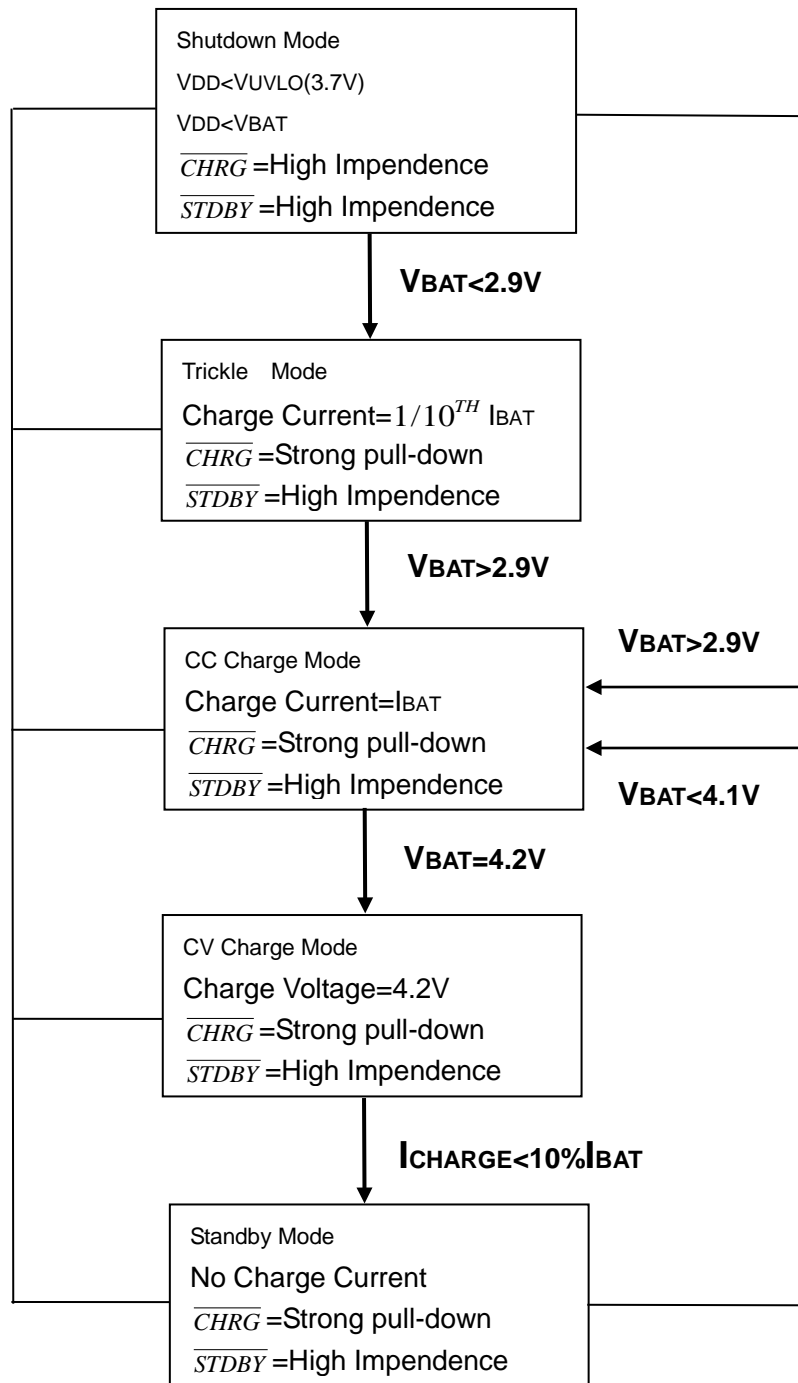 Shutdown Mode
VDD<VUVLO(3.7V)
VDD<VBAT
CHRG=High Impendence
STDBY=High Impendence
VBAT<2.9V
Trickle Mode
Charge Current=1/10^TH IBAT
CHRG=Strong pull-down
STDBY=High Impendence
VBAT>2.9V
CC Charge Mode
Charge Current=IBAT
CHRG=Strong pull-down
STDBY=High Impendence
VBAT>2.9V
VBAT<4.1V
VBAT=4.2V
CV Charge Mode
Charge Voltage=4.2V
CHRG=Strong pull-down
STDBY=High Impendence
ICHARGE<10%IBAT
Standby Mode
No Charge Current
CHRG=Strong pull-down
STDBY=High Impendence